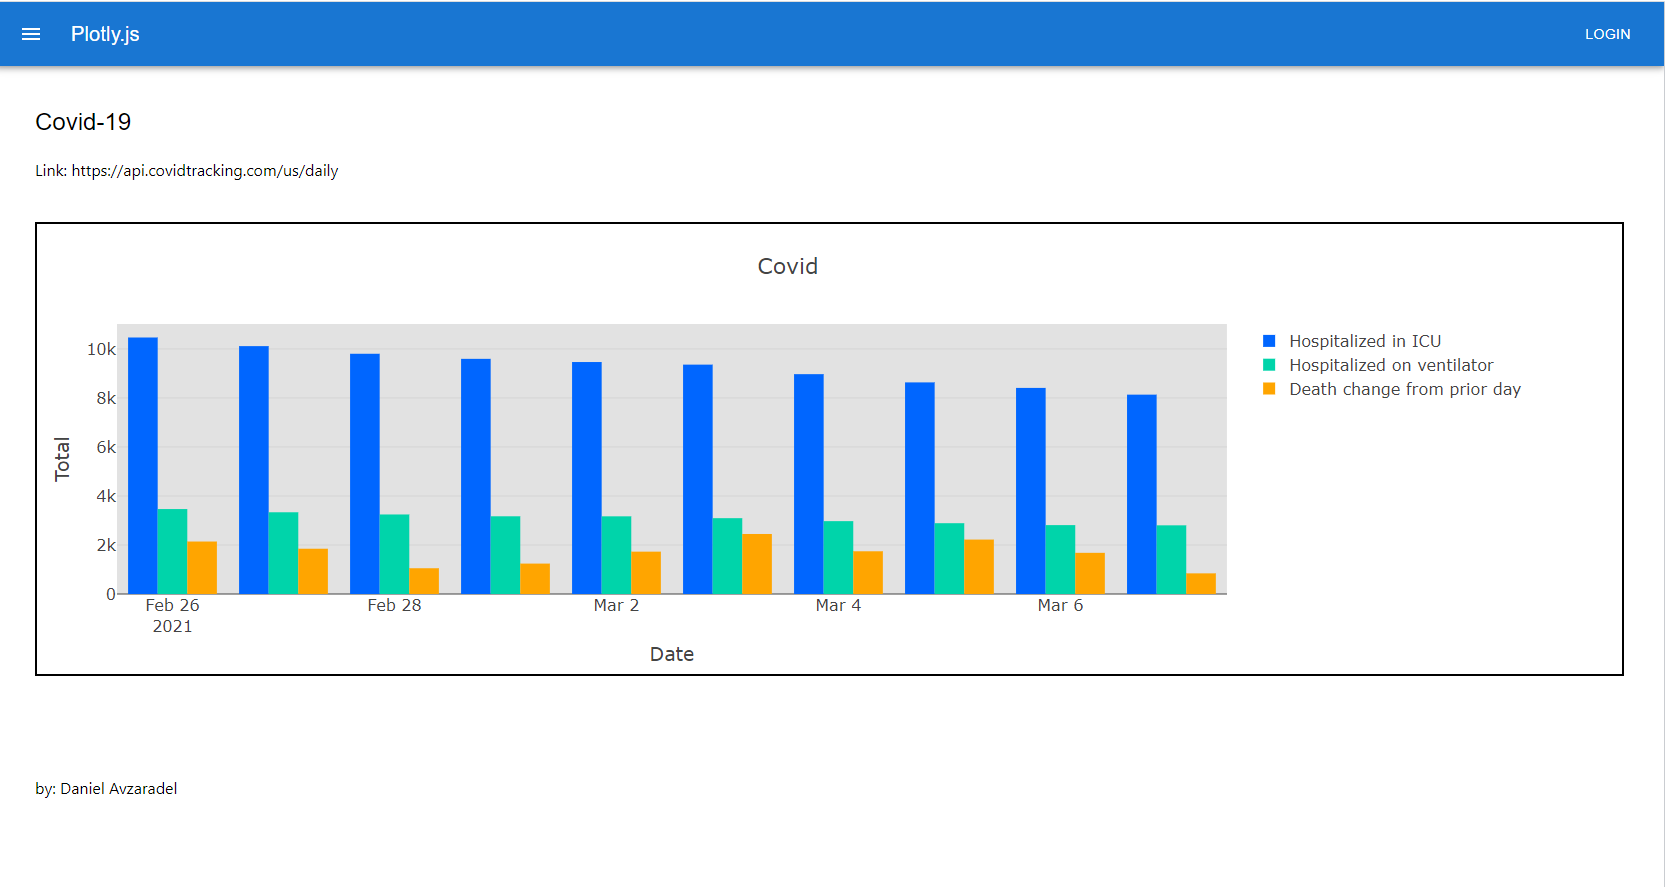 Plotly.js
LOGIN
Covid-19
Link: https://api.covidtracking.com/us/daily
Covid
Hospitalized in ICU
Hospitalized on ventilator
Death change from prior day
Total
10k
8k
6k
4k
2k
0
Feb 26 Feb 28 Mar 2 Mar 4 Mar 6
2021
Date
by: Daniel Avzaradel